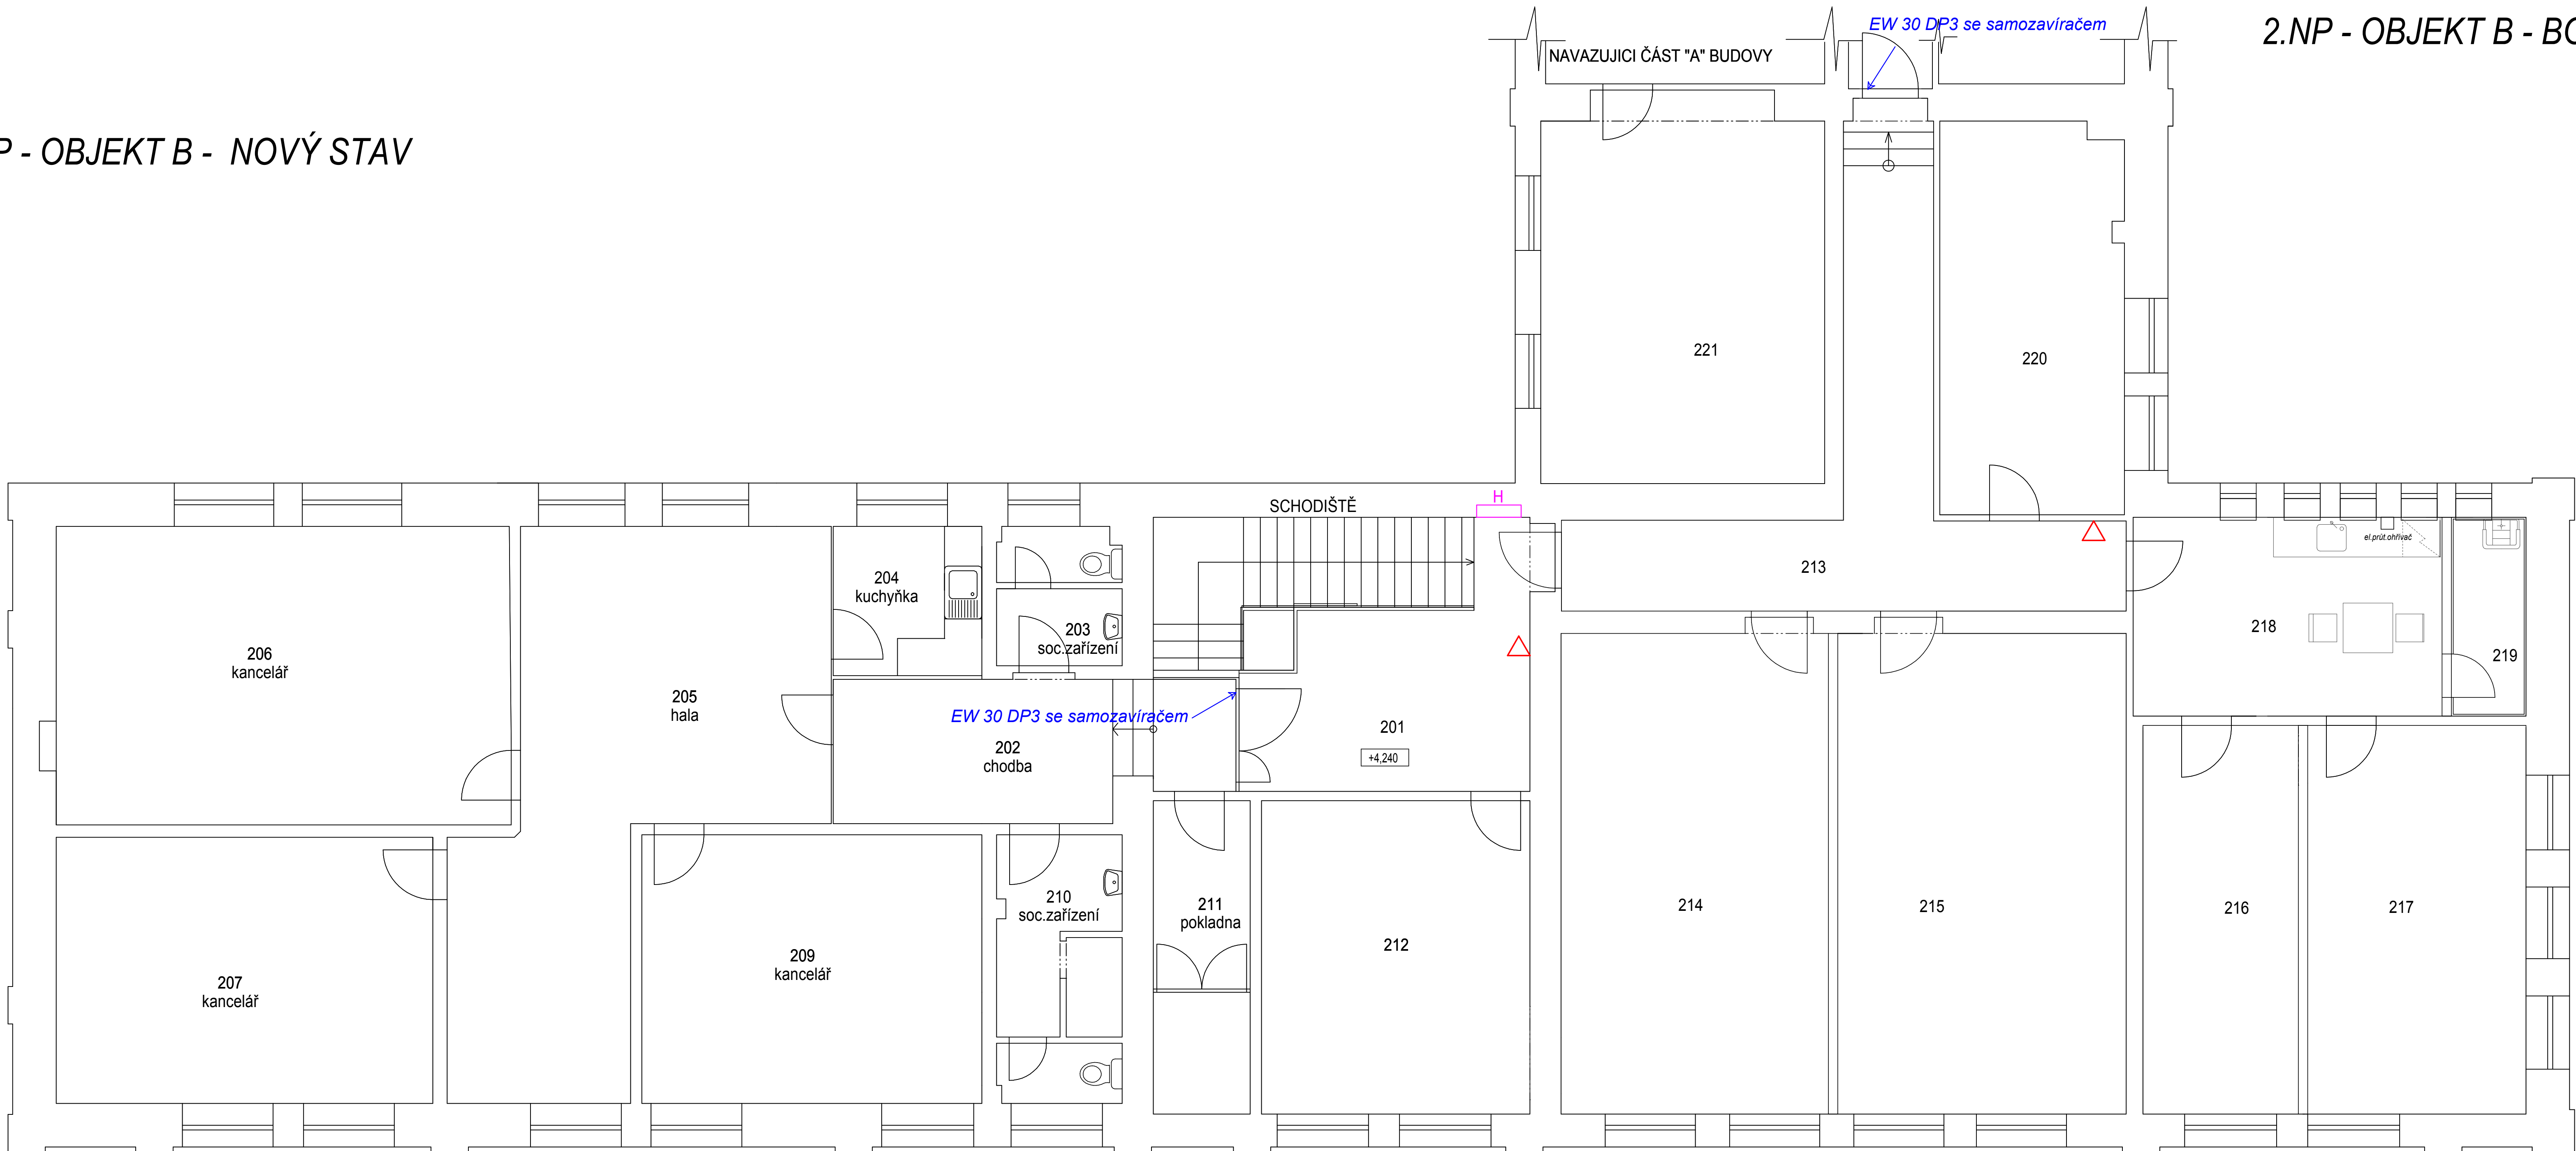 EW 30 DP3 se samozavíračem
2.NP - OBJEKT B - BO
NAVAZUJICI ČÁST "A" BUDOVY
P - OBJEKT B - NOVÝ STAV
221
220
H
SCHODIŠTĚ
el.průt.ohřívač
213
204
kuchyňka
203
soc.zařízení
218
206
kancelář
219
205
hala
EW 30 DP3 se samozavíračem
201
+4,240
202
chodba
210
soc.zařízení
211
pokladna
214
215
216
217
212
209
kancelář
207
kancelář